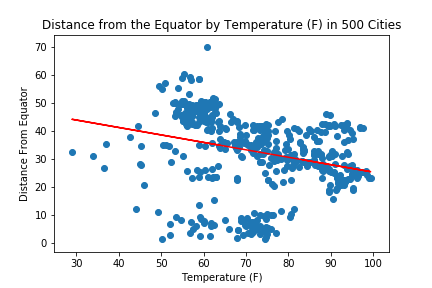 Distance from the Equator by Temperature (F) in 500 Cities
Distance From Equator
70
60
50
40
30
20
10
0
30 40 50 60 70 80 90 100
Temperature (F)